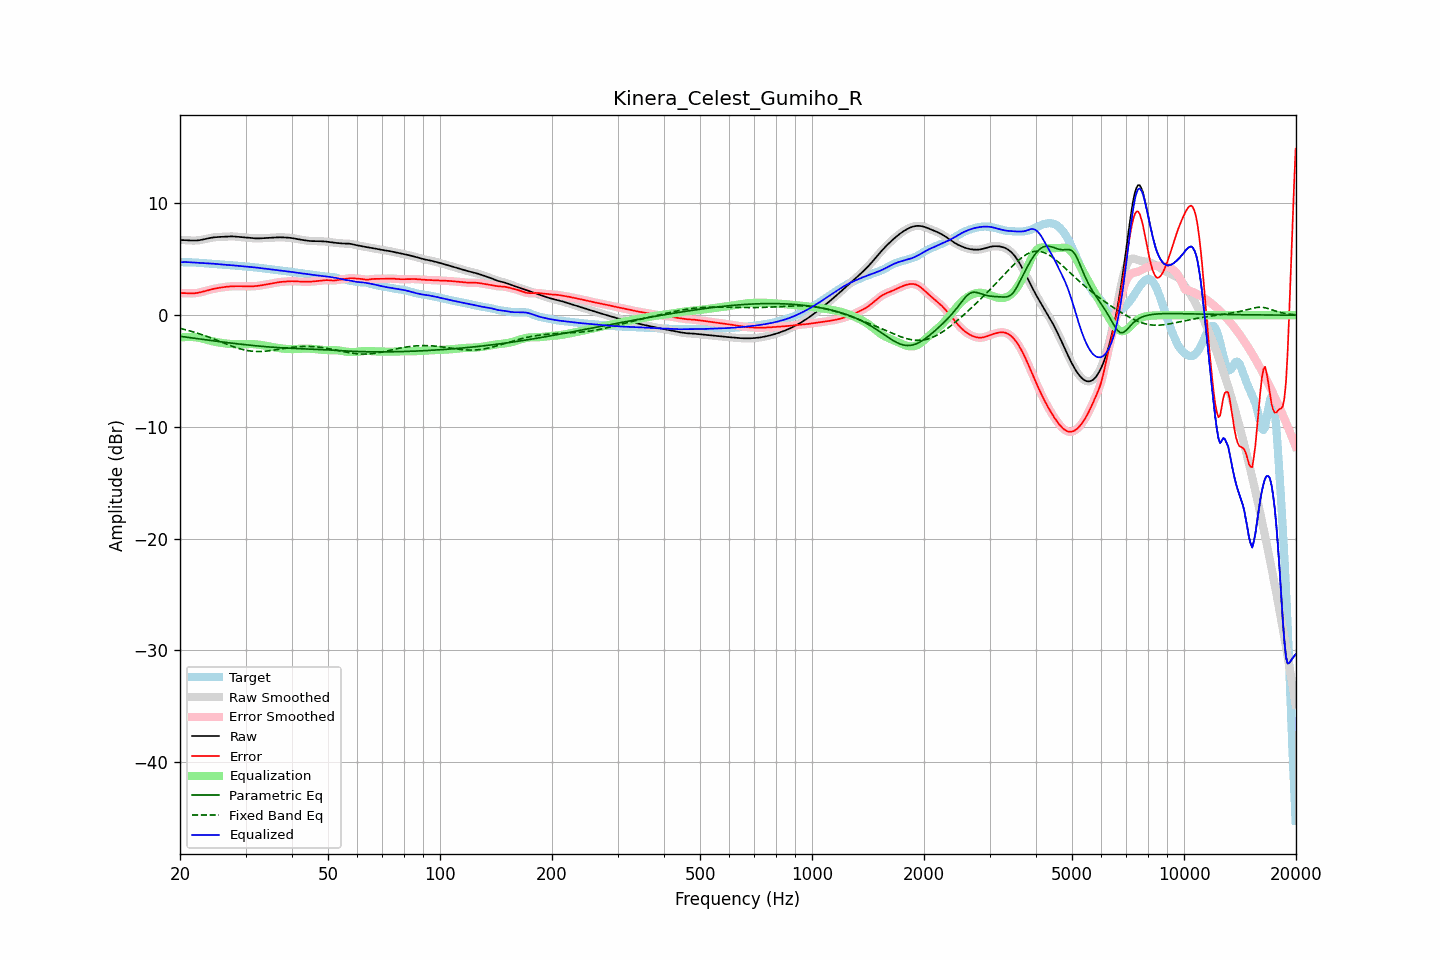 Kinera_Celest_Gumiho_R
10
0
−10
−20
−30
−40
Amplitude (dBr)
Target
Raw Smoothed
Error Smoothed
Raw
Error
Equalization
Parametric Eq
Fixed Band Eq
Equalized
20 50 100 200 500 1000 2000 5000 10000 20000
Frequency (Hz)